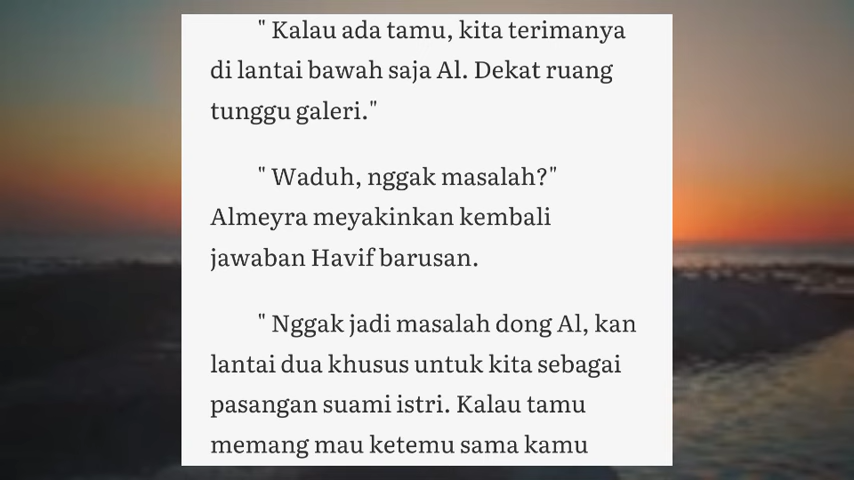 " Kalau ada tamu, kita terimanya
di lantai bawah saja Al. Dekat ruang
tunggu galeri."
" Waduh, nggak masalah?"
Almeyra meyakinkan kembali
jawaban Havif barusan.
" Nggak jadi masalah dong Al, kan
lantai dua khusus untuk kita sebagai
pasangan suami istri. Kalau tamu
memang mau ketemu sama kamu